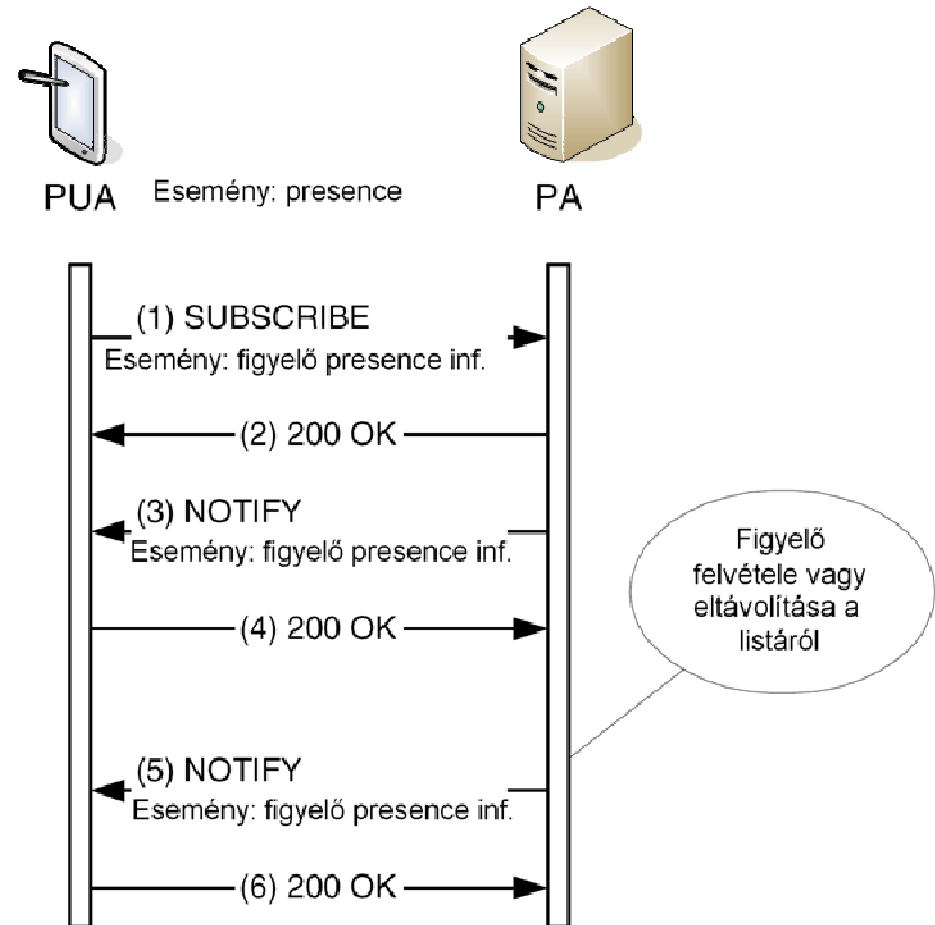 PUA
Esemény: presence
PA
(1) SUBSCRIBE
Esemény: figyelő presence inf.
(2) 200 OK
(3) NOTIFY
Esemény: figyelő presence inf.
Figyelő
felvétele vagy
eltávolítása a
listáról
(4) 200 OK
(5) NOTIFY
Esemény: figyelő presence inf.
(6) 200 OK